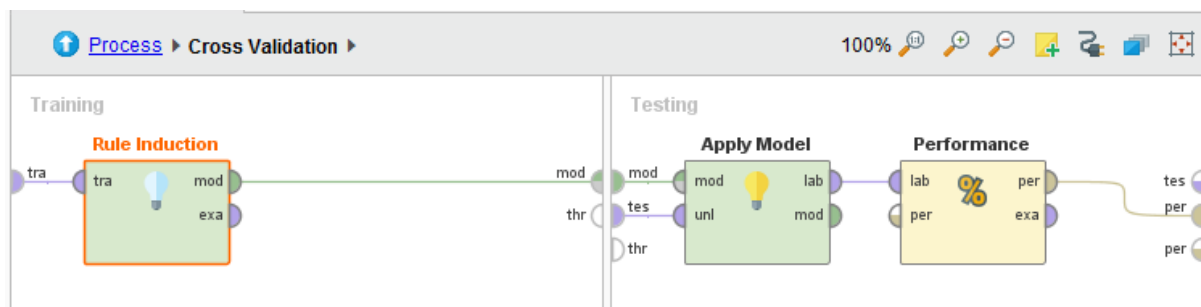 Process Cross Validation 100%
Training
Testing
Rule Induction
Apply Model
Performance
tra
tra
mod
exa
mod
thr
mod
tes
thr
mod
unl
lab
mod
lab
per
%
per
exa
tes
per
per